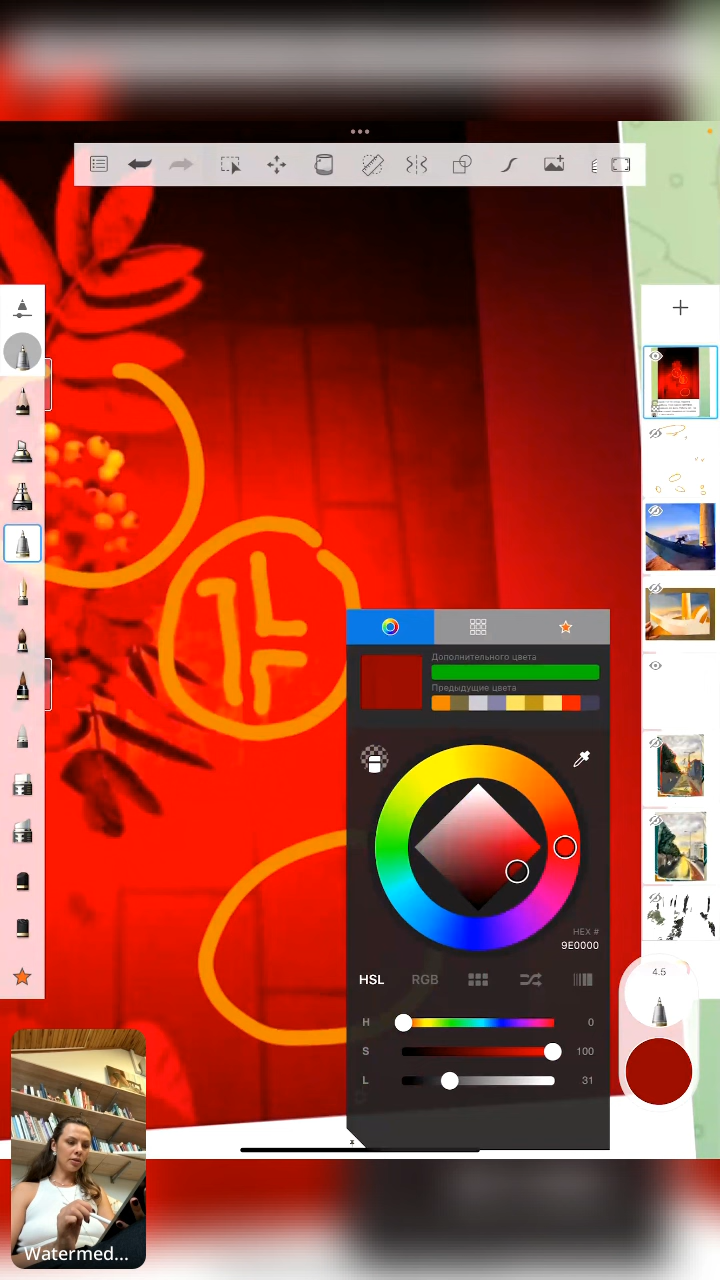 Дополнительного цвета
Предыдущие цвета
HEX #
9E0000
HSL
RGB
H
0
S
100
L
31
4.5
Watermed...